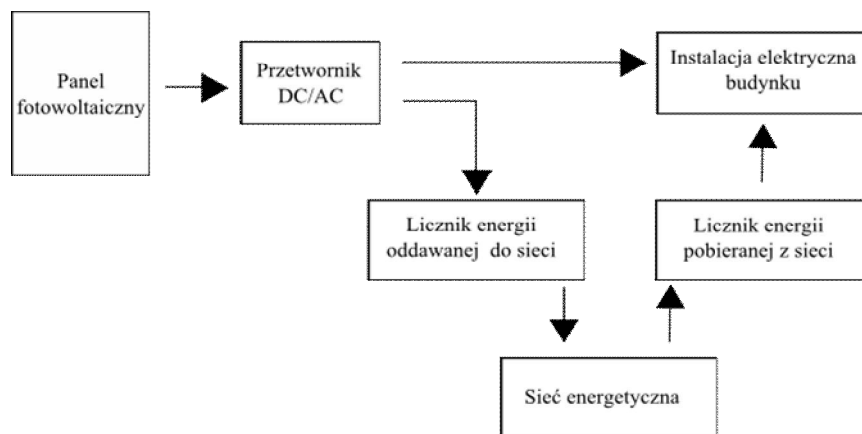 Panel
fotowoltaiczny
Przetwornik
DC/AC
Instalacja elektryczna
budynku
Licznik energii
oddawanej do sieci
Licznik energii
pobieranej z sieci
Sieć energetyczna